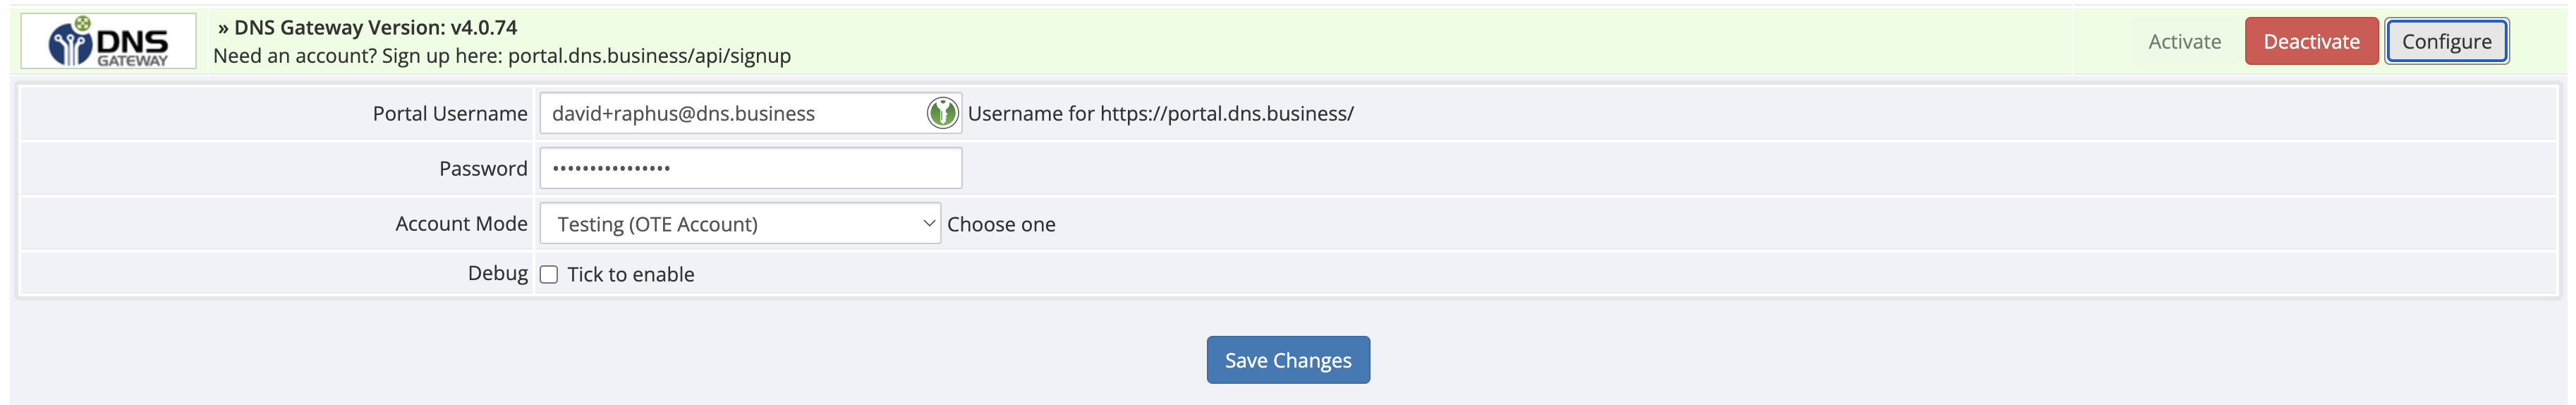 DNS
GATEWAY
» DNS Gateway Version: v4.0.74
Need an account? Sign up here: portal.dns.business/api/signup
Activate
Deactivate
Configure
Portal Username
david+raphus@dns.business
Username for https://portal.dns.business/
Password
••••••••••••••••
Account Mode
Testing (OTE Account)
Choose one
Debug
Tick to enable
Save Changes